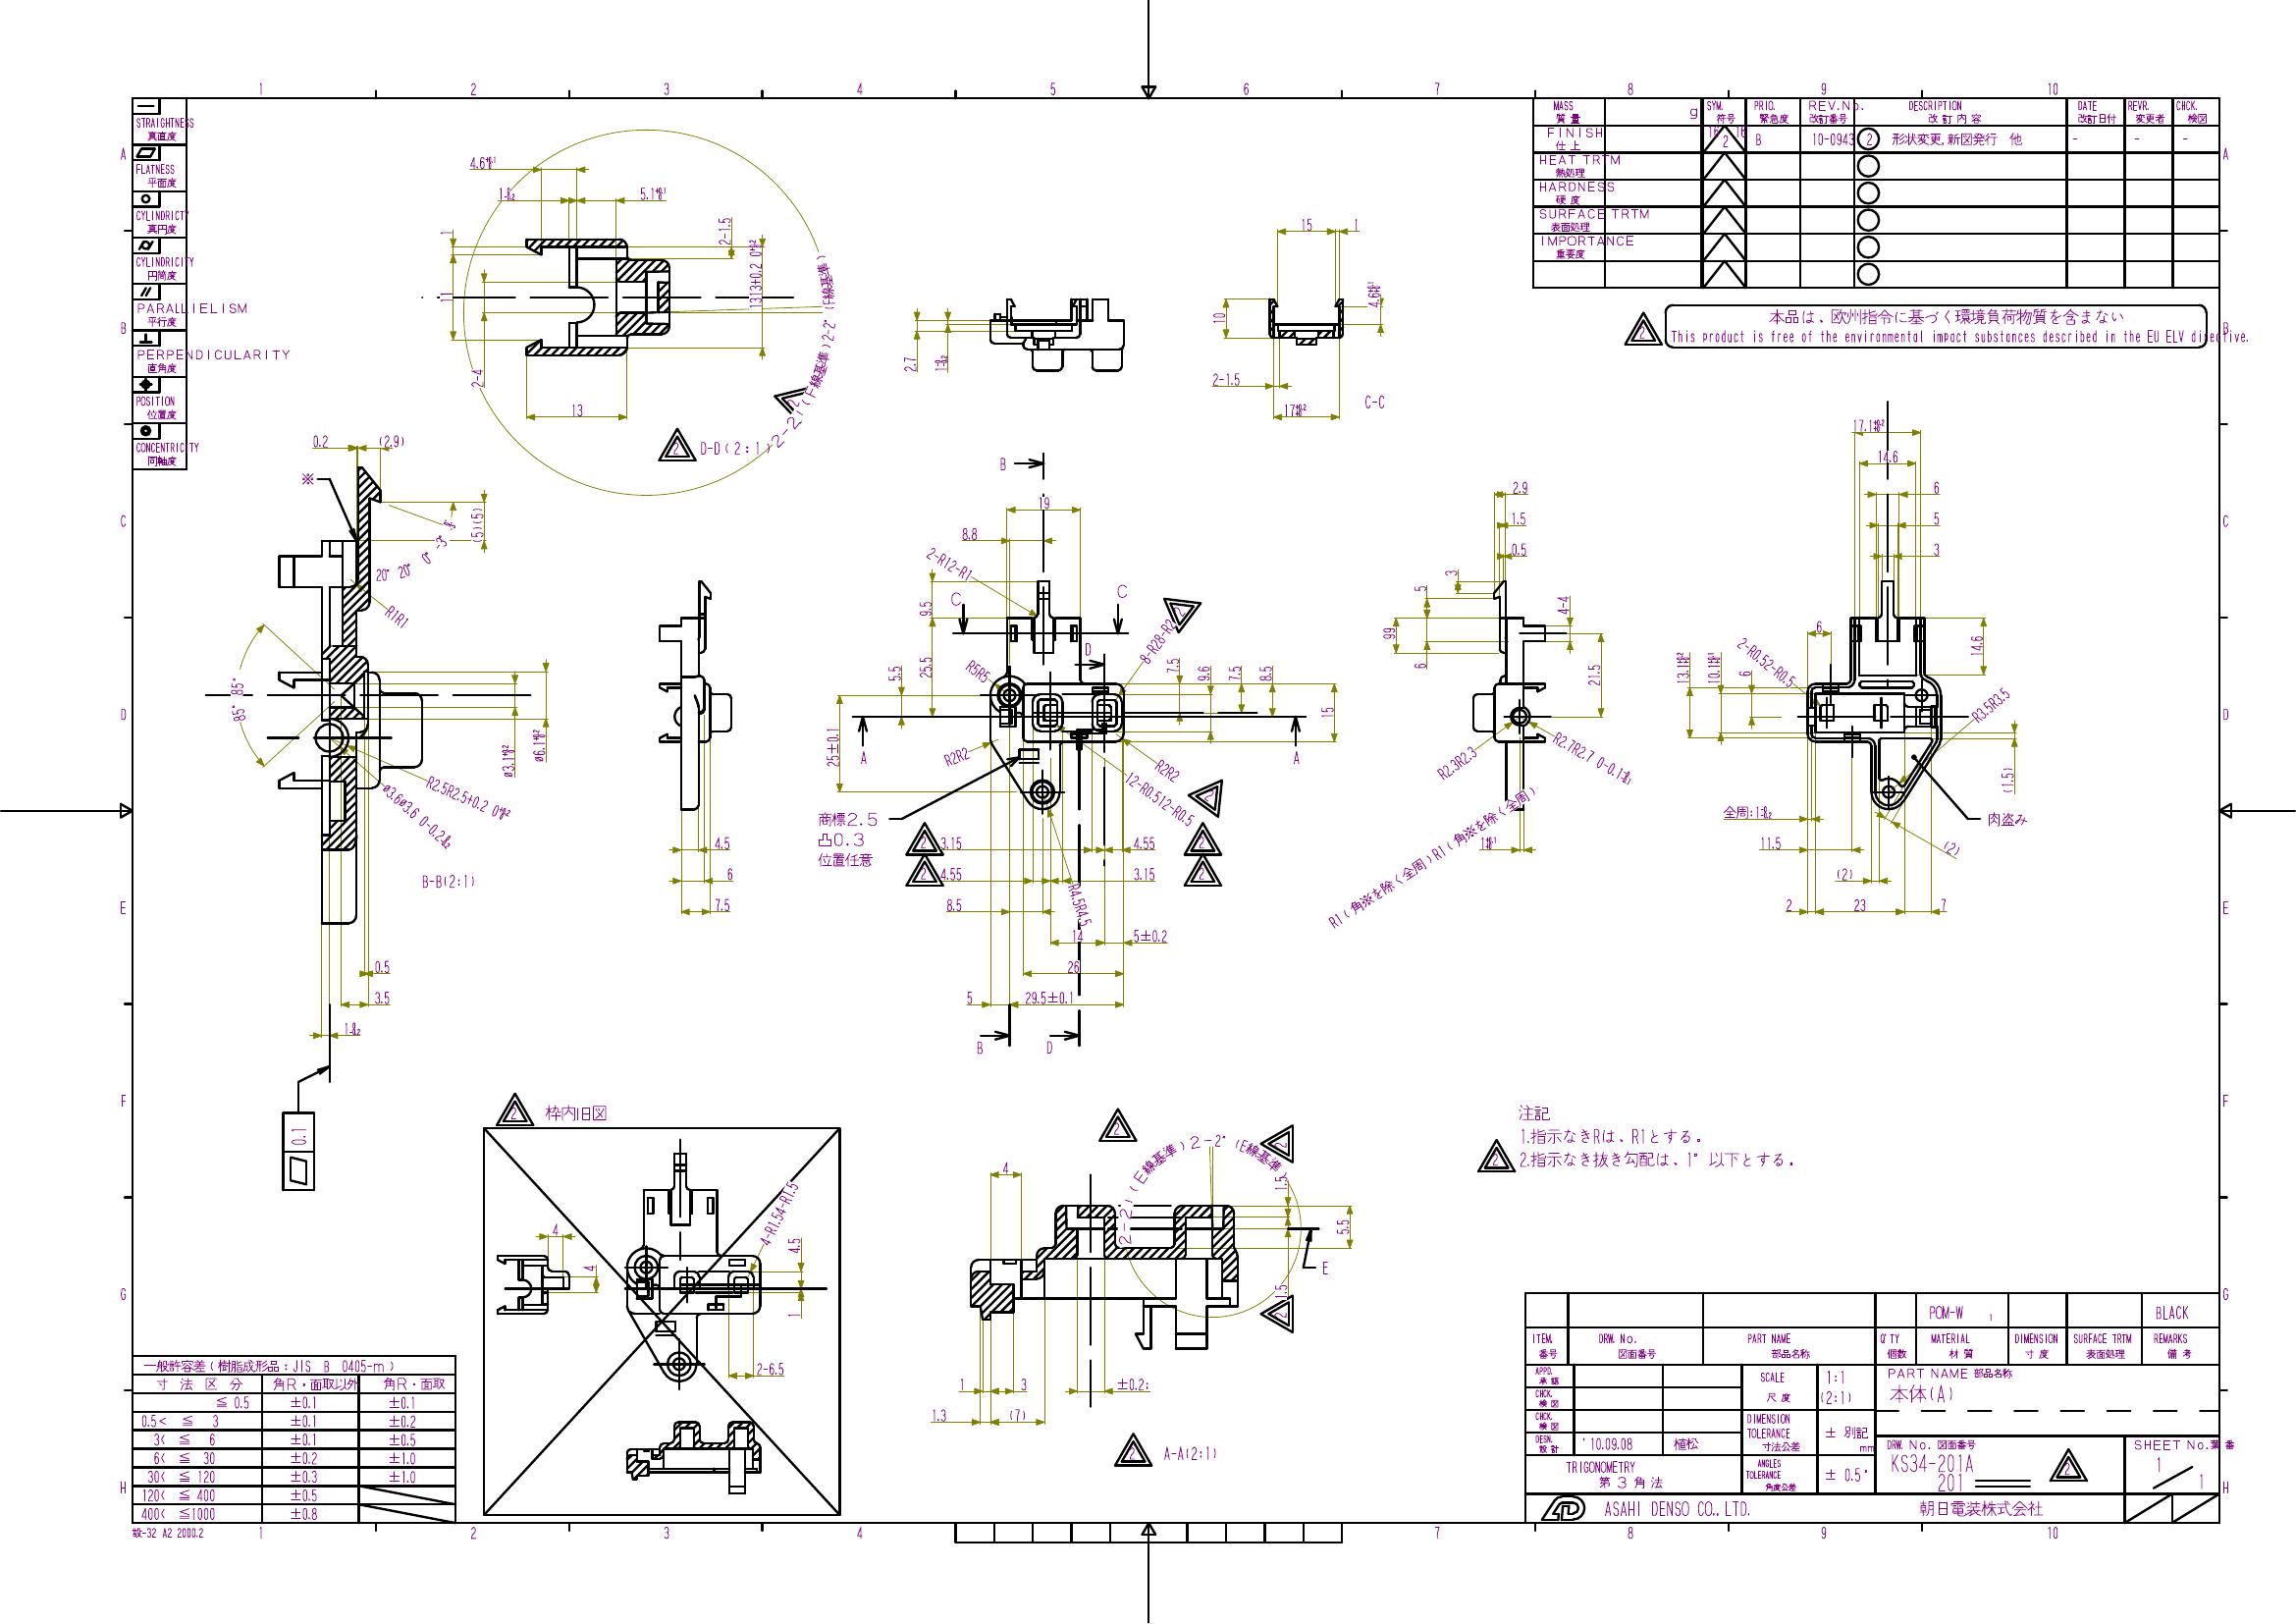 1 2 3 4 5 6 7 8 9 10
A
B
C
D
E
F
G
H
STRAIGHTNESS
真直度
FLATNESS
平面度
CYLINDRICTY
真円度
CYLINDRICITY
円筒度
PARALLIELISM
平行度
PERPENDICULARITY
直角度
POSITION
位置度
CONCENTRICITY
同軸度
MASS
質量
g
SYM.
符号
PRIO.
緊急度
REV.No.
改訂番号
DESCRIPTION
改訂内容
DATE
改訂日付
REVR.
変更者
CHCK.
検図
FINISH
仕上
2
B
10-0943
2
形状変更,新図発行 他
- - -
HEAT TRTM
熱処理
HARDNESS
硬度
SURFACE TRTM
表面処理
IMPORTANCE
重要度
2
本品は、欧州指令に基づく環境負荷物質を含まない
This product is free of the environmental impact substances described in the EU ELV directive.
4.6
5.1
1
2-1.5
11
2-4
13
2
D-D(2:1)
2-2°(E線基準)
15
1
2.7
10
2-1.5
C-C
0.2
(2.9)
※
(5)(5)
20° 20°
R1R1
85° 85°
ø3.1
ø6.1
R2.5R2.5+0.2 0
ø3.6ø3.6 0-0.2
B-B(2:1)
0.5
3.5
0.1
4.5
6
7.5
B
19
8.8
2-R12-R1
9.5
C
C
25.5
5.5
R5R5
D
7.5
9.6
7.5
8.5
15
25±0.1
A
A
R2R2
R2R2
12-R0.512-R0.5
商標2.5
凸0.3
位置任意
3.15
4.55
4.55
3.15
R4.5R4.5
8.5
14
5±0.2
26
5
29.5±0.1
B
D
2.9
1.5
0.5
3
5
4-4
99
6
21.5
R2.3R2.3
R2.7R2.7 0-0.1
R1(角※を除く全周)R1(角※を除く全周)
17.1
14.6
6
5
3
6
2-R0.52-R0.5
14.6
13.1
10.1
6
R3.5R3.5
(1.5)
肉盗み
11.5
(2)
(2)
2
23
7
2
枠内旧図
4
4
4-R1.54-R1.5
4.5
1
2-6.5
2
4
2-2°(E線基準)
1.5
5.5
1.5
E
1
3
1.3
(7)
2
A-A(2:1)
注記
1.指示なきRは、R1とする。
2
2.指示なき抜き勾配は、1°以下とする。
一般許容差(樹脂成形品:JIS B 0405-m)
寸法区分 角R・面取以外 角R・面取
≦ 0.5 ±0.1 ±0.1
0.5< ≦ 3 ±0.1 ±0.2
3< ≦ 6 ±0.1 ±0.5
6< ≦ 30 ±0.2 ±1.0
30< ≦ 120 ±0.3 ±1.0
120< ≦ 400 ±0.5
400< ≦1000 ±0.8
設-32 A2 2000.2
POM-W
BLACK
ITEM.
番号
DRW. No.
図面番号
PART NAME
部品名称
Q'TY
個数
MATERIAL
材質
DIMENSION
寸度
SURFACE TRTM
表面処理
REMARKS
備考
APPD.
承認
CHCK.
検図
CHCK.
検図
DESN.
設計
'10.09.08
植松
SCALE
尺度
1:1
(2:1)
DIMENSION
TOLERANCE
寸法公差
± 別記
mm
ANGLES
TOLERANCE
角度公差
± 0.5°
TRIGONOMETRY
第3角法
PART NAME 部品名称
本体(A)
DRW. No. 図面番号
KS34-201A
201
2
SHEET No.葉番
1
1
ASAHI DENSO CO., LTD.
朝日電装株式会社
1 2 3 4 7 8 9 10